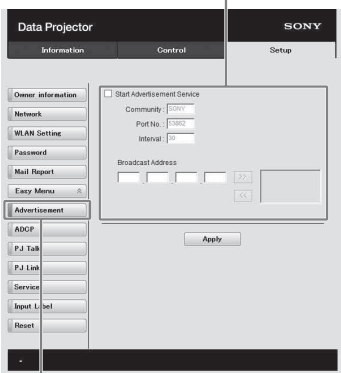 Data Projector
SONY
Information
Control
Setup
Owner information
Network
WLAN Setting
Password
Mail Report
Easy Menu
Advertisement
ADCP
PJ Talk
PJ Link
Service
Input Label
Reset
Start Advertisement Service
Community : SONY
Port No. : 53862
Interval : 30
Broadcast Address
. . .
>>
<<
Apply
-